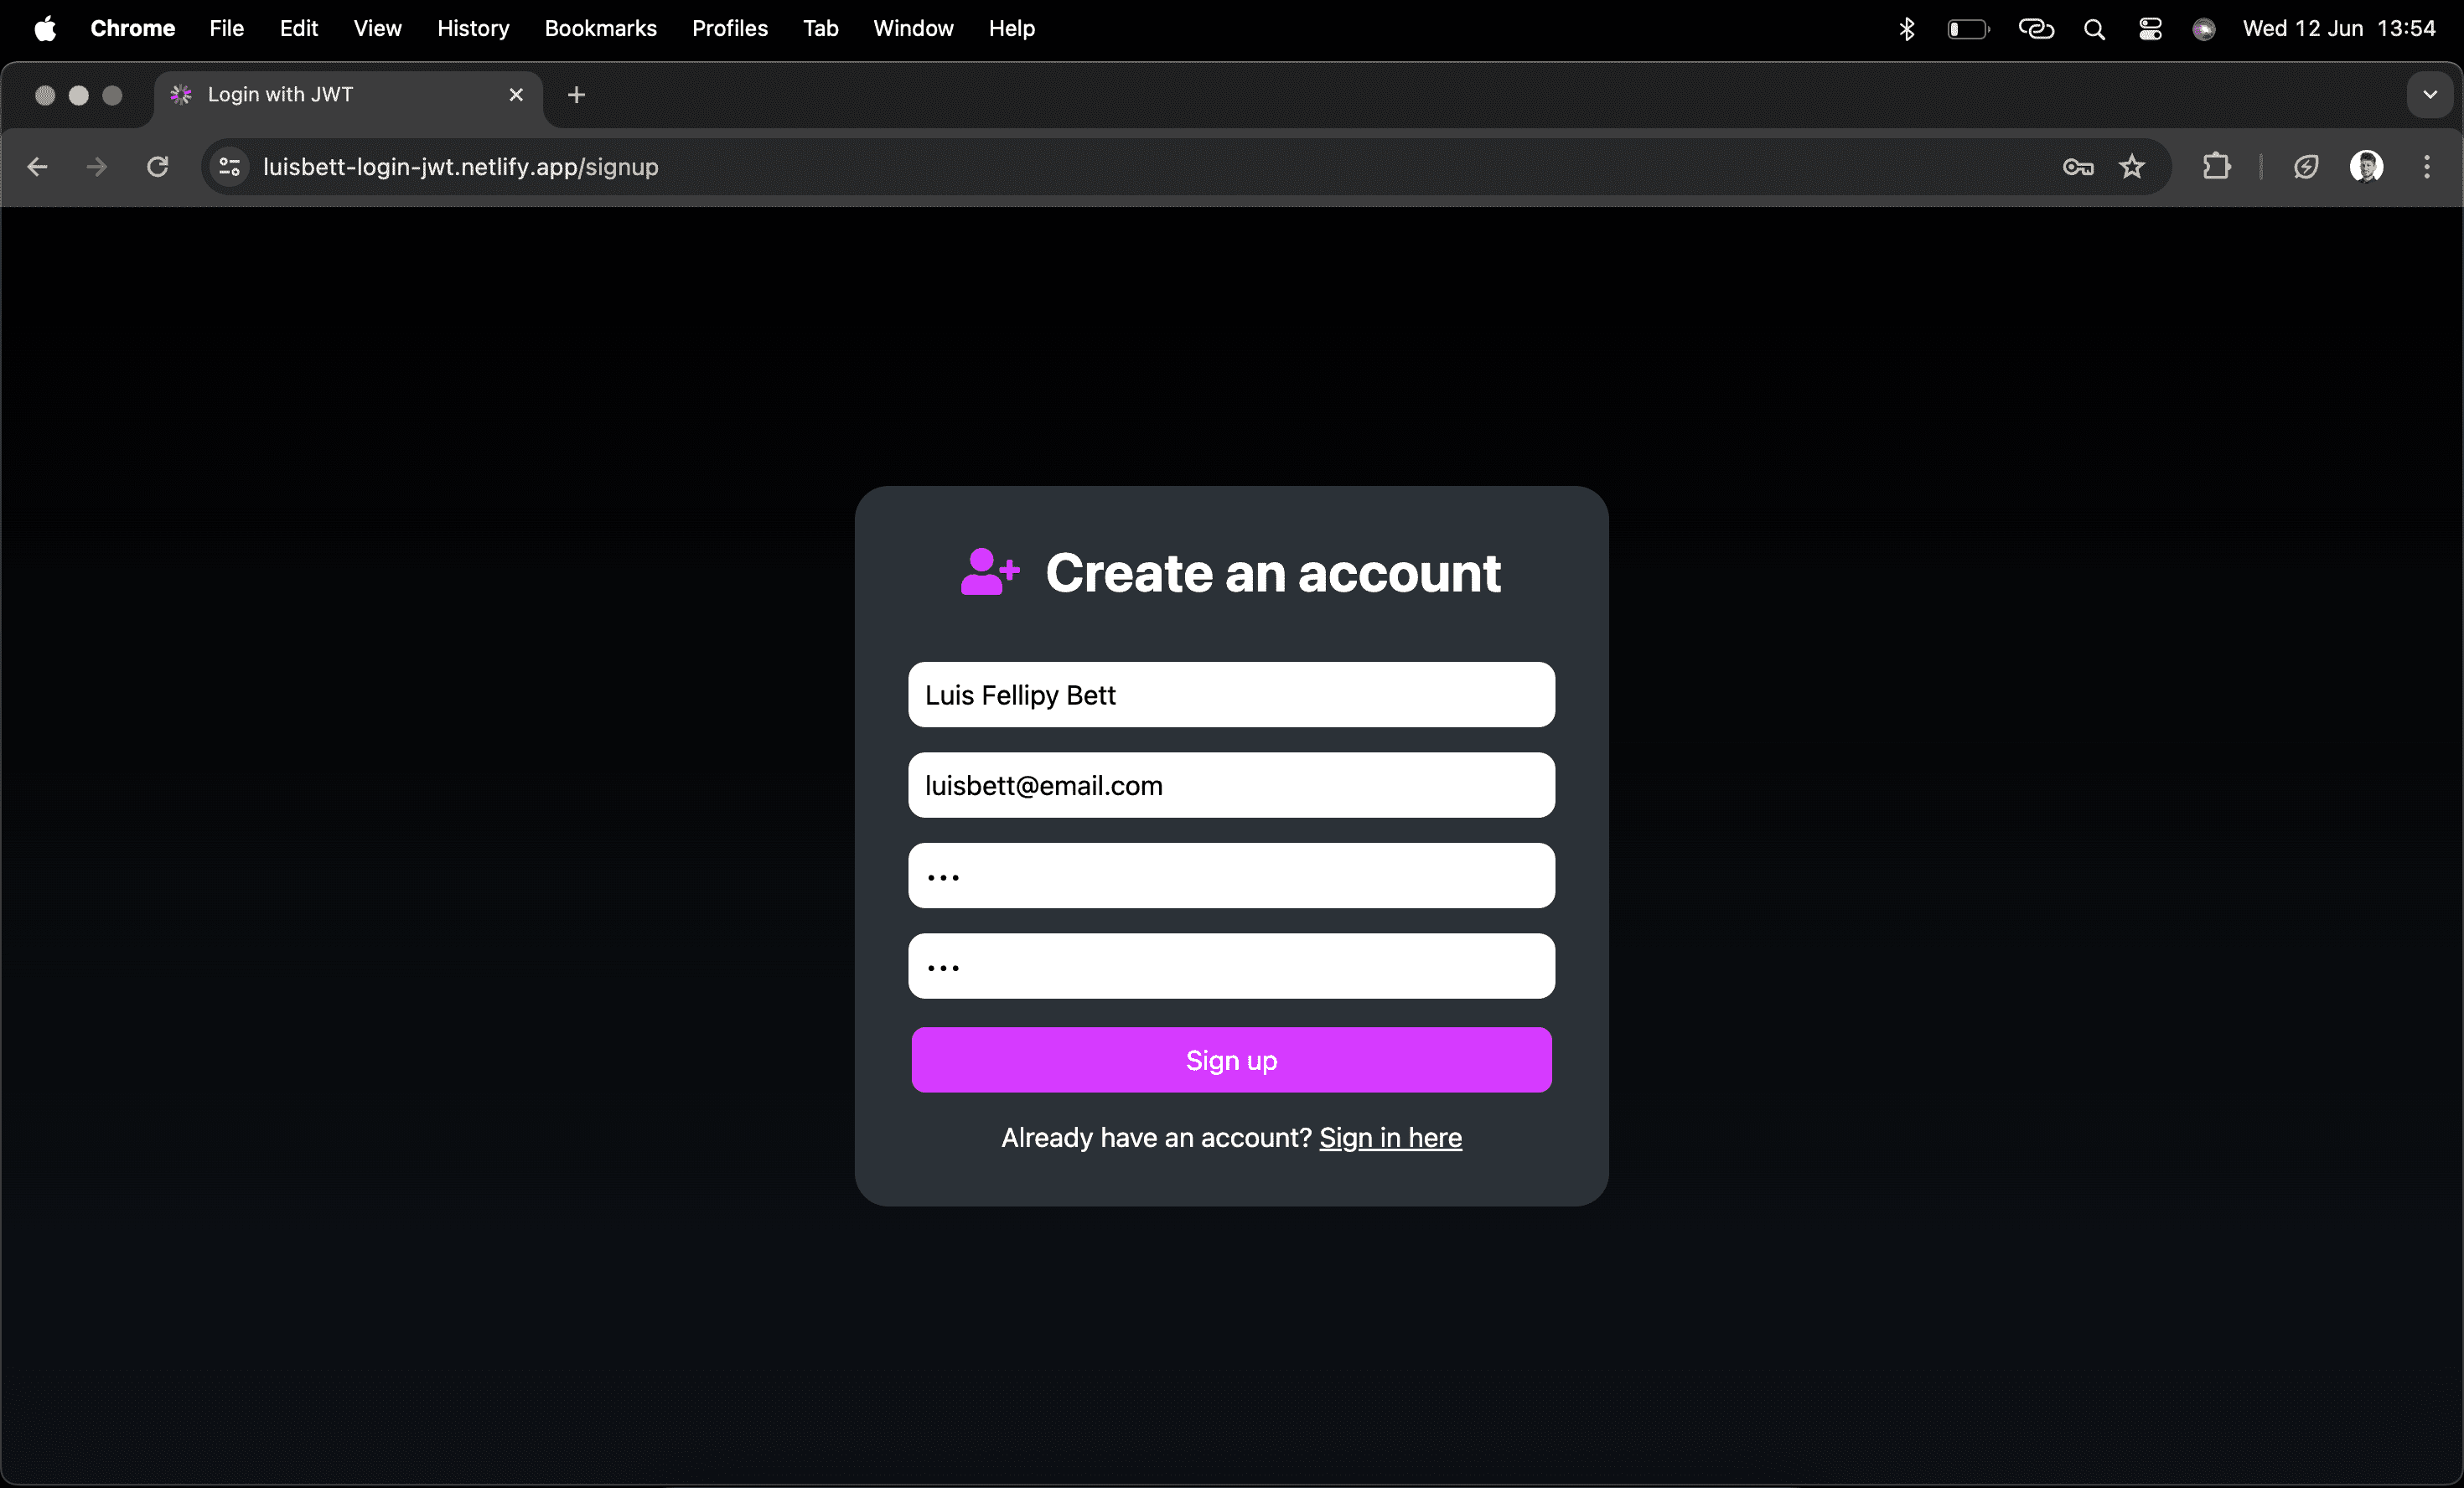 Chrome File Edit View History Bookmarks Profiles Tab Window Help Wed 12 Jun 13:54
Login with JWT
luisbett-login-jwt.netlify.app/signup
Create an account
Luis Fellipy Bett
luisbett@email.com
•••
•••
Sign up
Already have an account? Sign in here